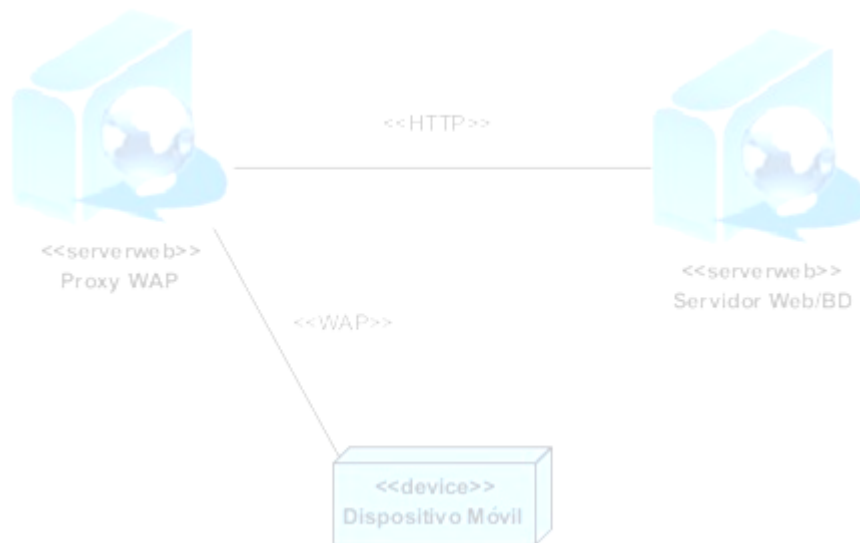 <<HTTP>>
<<serverweb>>
Proxy WAP
<<serverweb>>
Servidor Web/BD
<<WAP>>
<<device>>
Dispositivo Móvil